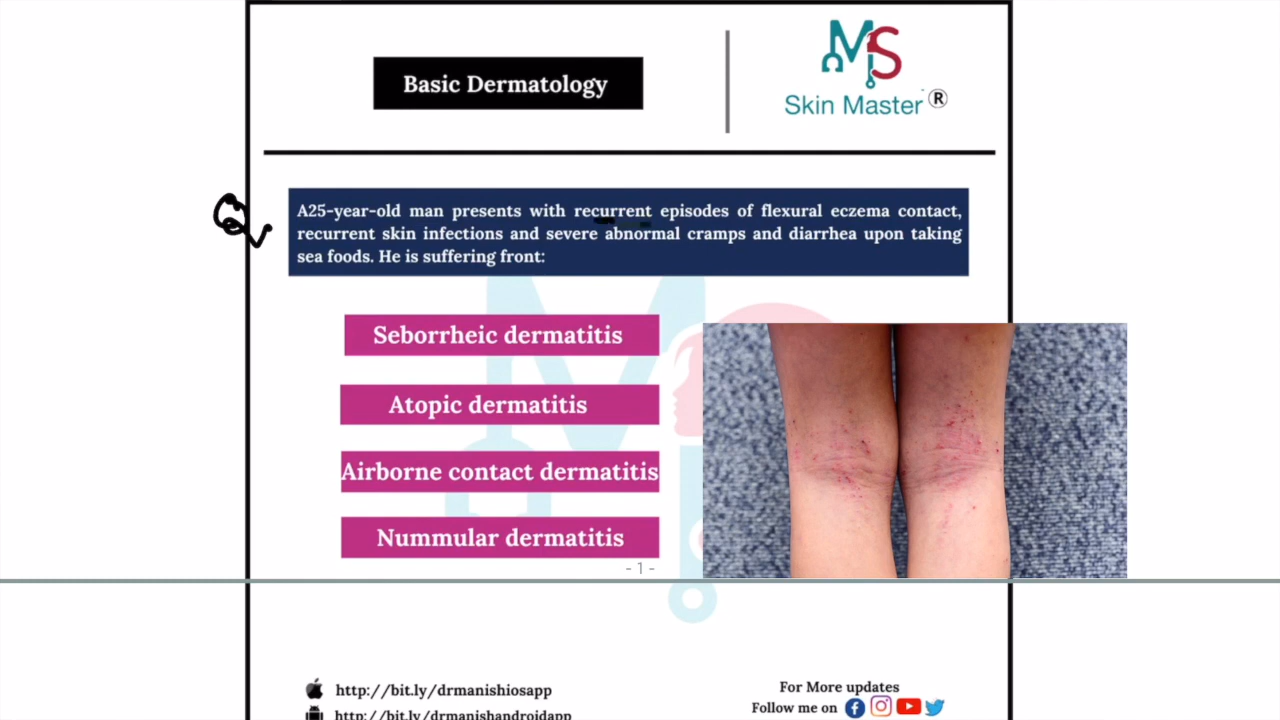 Basic Dermatology
MS
Skin Master ®
Q
A25-year-old man presents with recurrent episodes of flexural eczema contact,
recurrent skin infections and severe abnormal cramps and diarrhea upon taking
sea foods. He is suffering front:
Seborrheic dermatitis
Atopic dermatitis
Airborne contact dermatitis
Nummular dermatitis
- 1 -
http://bit.ly/drmanishiosapp
http://bit.ly/drmanishandroidapp
For More updates
Follow me on